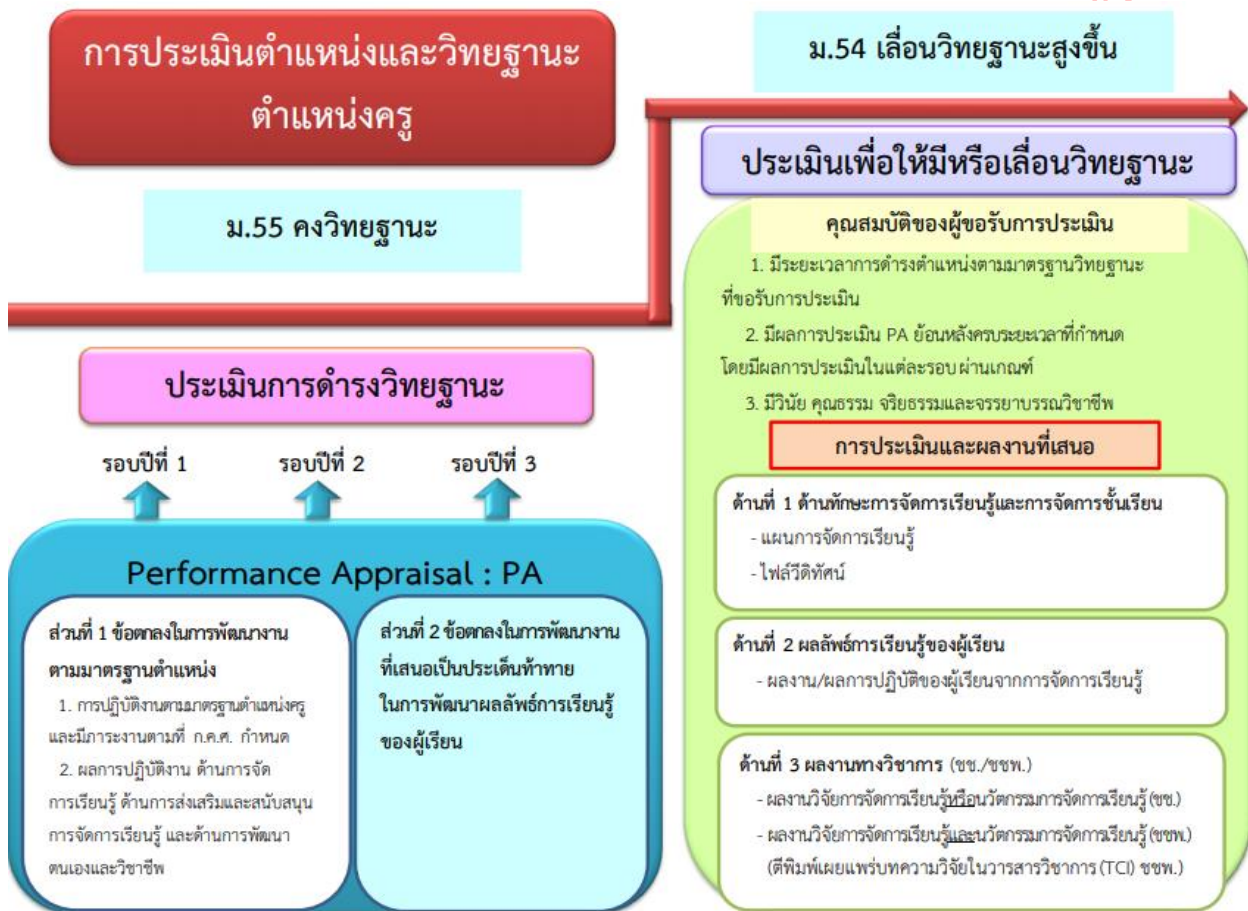 การประเมินตำแหน่งและวิทยฐานะ
ตำแหน่งครู
ม.54 เลื่อนวิทยฐานะสูงขึ้น
ม.55 คงวิทยฐานะ
ประเมินการดำรงวิทยฐานะ
รอบปีที่ 1
รอบปีที่ 2
รอบปีที่ 3
Performance Appraisal : PA
ส่วนที่ 1 ข้อตกลงในการพัฒนางาน
ตามมาตรฐานตำแหน่ง
1. การปฏิบัติงานตามมาตรฐานตำแหน่งครู
และมีภาระงานตามที่ ก.ค.ศ. กำหนด
2. ผลการปฏิบัติงาน ด้านการจัด
การเรียนรู้ ด้านการส่งเสริมและสนับสนุน
การจัดการเรียนรู้ และด้านการพัฒนา
ตนเองและวิชาชีพ
ส่วนที่ 2 ข้อตกลงในการพัฒนางาน
ที่เสนอเป็นประเด็นท้าทาย
ในการพัฒนาผลลัพธ์การเรียนรู้
ของผู้เรียน
ประเมินเพื่อให้มีหรือเลื่อนวิทยฐานะ
คุณสมบัติของผู้ขอรับการประเมิน
1. มีระยะเวลาการดำรงตำแหน่งตามมาตรฐานวิทยฐานะ
ที่ขอรับการประเมิน
2. มีผลการประเมิน PA ย้อนหลังครบระยะเวลาที่กำหนด
โดยมีผลการประเมินในแต่ละรอบ ผ่านเกณฑ์
3. มีวินัย คุณธรรม จริยธรรมและจรรยาบรรณวิชาชีพ
การประเมินและผลงานที่เสนอ
ด้านที่ 1 ด้านทักษะการจัดการเรียนรู้และการจัดการชั้นเรียน
- แผนการจัดการเรียนรู้
- ไฟล์วีดิทัศน์
ด้านที่ 2 ผลลัพธ์การเรียนรู้ของผู้เรียน
- ผลงาน/ผลการปฏิบัติของผู้เรียนจากการจัดการเรียนรู้
ด้านที่ 3 ผลงานทางวิชาการ (ชช./ชชพ.)
- ผลงานวิจัยการจัดการเรียนรู้หรือนวัตกรรมการจัดการเรียนรู้ (ชช.)
- ผลงานวิจัยการจัดการเรียนรู้และนวัตกรรมการจัดการเรียนรู้ (ชชพ.)
(ตีพิมพ์เผยแพร่บทความวิจัยในวารสารวิชาการ (TCI) ชชพ.)